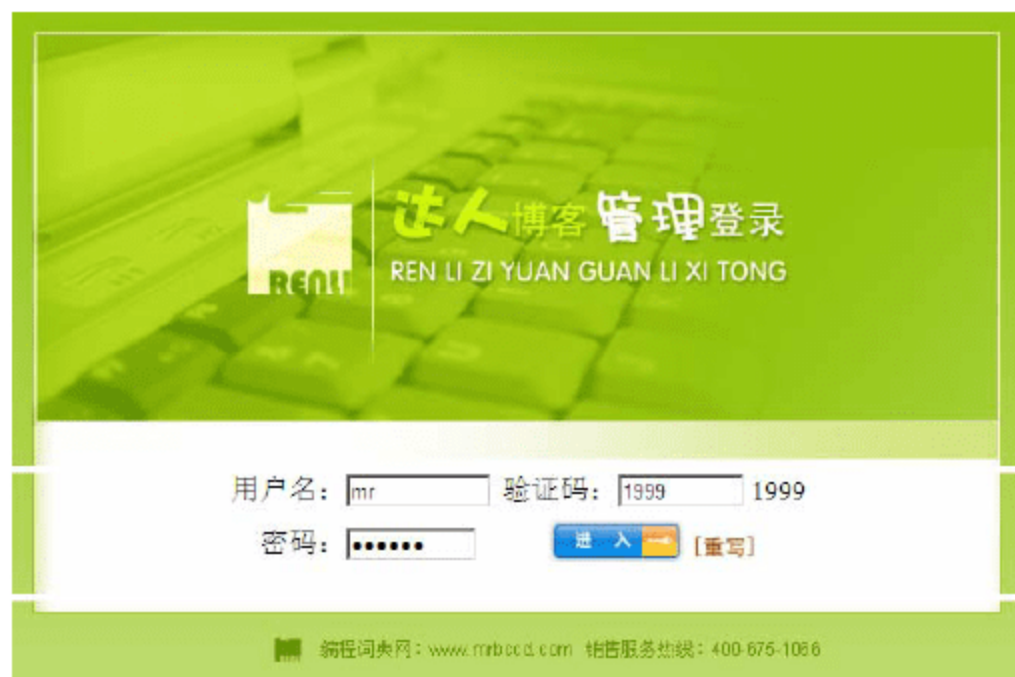 达人博客管理登录
RENLI
REN LI ZI YUAN GUAN LI XI TONG
用户名： mr 验证码： 1999 1999
密码： •••••• 进 入 [重写]
编程词典网：www.mrbccd.com 销售服务热线：400-675-1066